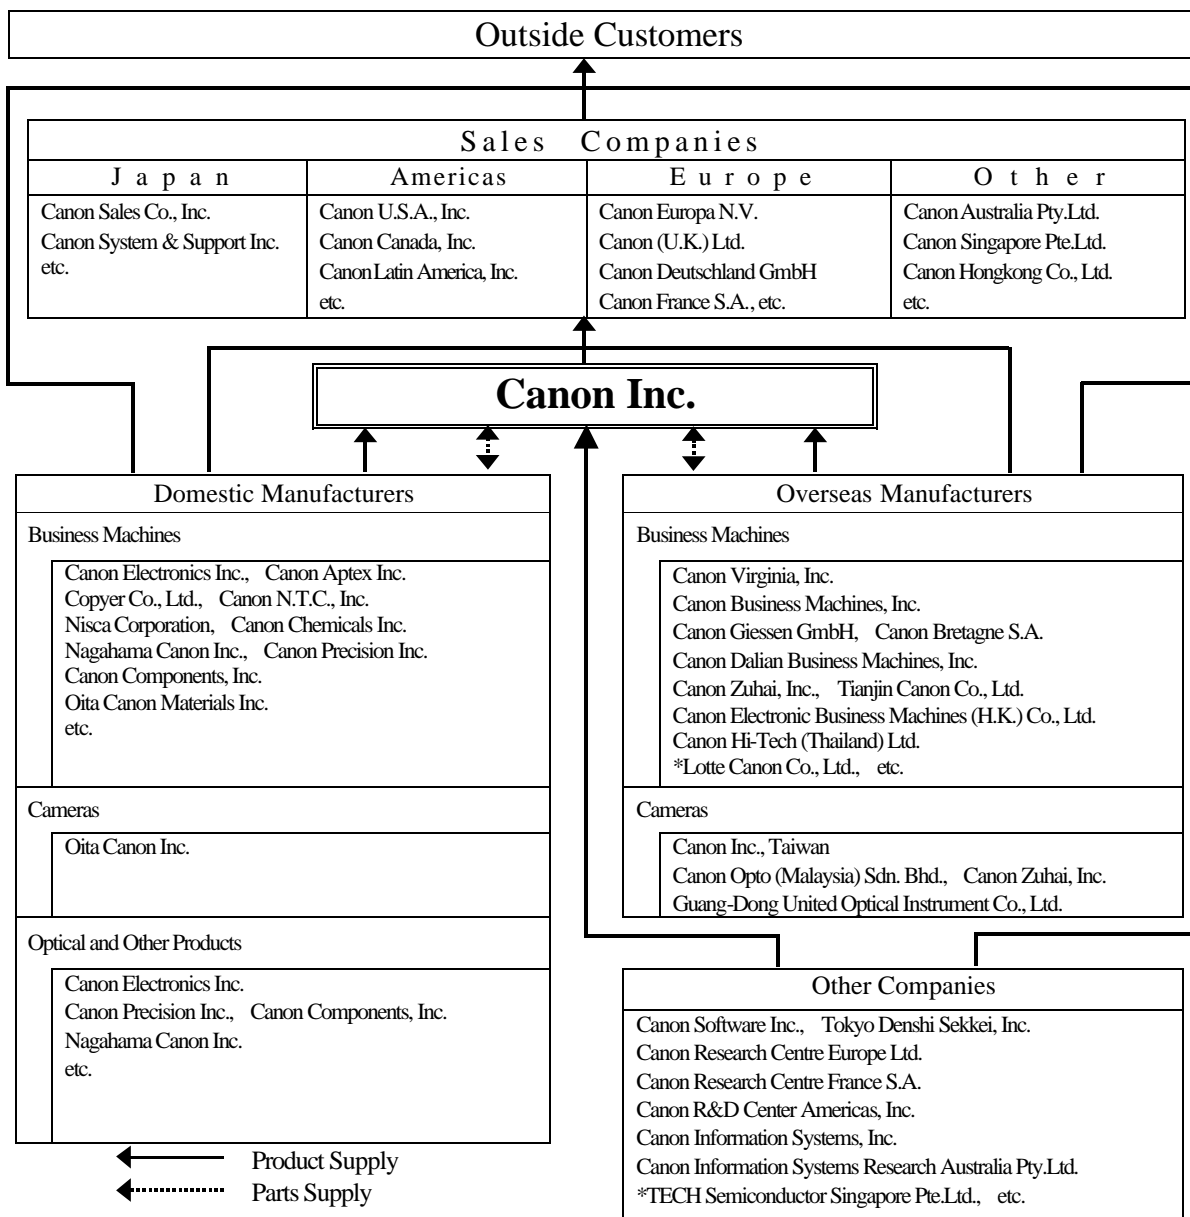 Outside Customers
Sales Companies
Japan
Americas
Europe
Other
Canon Sales Co., Inc.
Canon System & Support Inc.
etc.
Canon U.S.A., Inc.
Canon Canada, Inc.
Canon Latin America, Inc.
etc.
Canon Europa N.V.
Canon (U.K.) Ltd.
Canon Deutschland GmbH
Canon France S.A., etc.
Canon Australia Pty.Ltd.
Canon Singapore Pte.Ltd.
Canon Hongkong Co., Ltd.
etc.
Canon Inc.
Domestic Manufacturers
Business Machines
Canon Electronics Inc., Canon Aptex Inc.
Copyer Co., Ltd., Canon N.T.C., Inc.
Nisca Corporation, Canon Chemicals Inc.
Nagahama Canon Inc., Canon Precision Inc.
Canon Components, Inc.
Oita Canon Materials Inc.
etc.
Cameras
Oita Canon Inc.
Optical and Other Products
Canon Electronics Inc.
Canon Precision Inc., Canon Components, Inc.
Nagahama Canon Inc.
etc.
Overseas Manufacturers
Business Machines
Canon Virginia, Inc.
Canon Business Machines, Inc.
Canon Giessen GmbH, Canon Bretagne S.A.
Canon Dalian Business Machines, Inc.
Canon Zuhai, Inc., Tianjin Canon Co., Ltd.
Canon Electronic Business Machines (H.K.) Co., Ltd.
Canon Hi-Tech (Thailand) Ltd.
*Lotte Canon Co., Ltd., etc.
Cameras
Canon Inc., Taiwan
Canon Opto (Malaysia) Sdn. Bhd., Canon Zuhai, Inc.
Guang-Dong United Optical Instrument Co., Ltd.
Other Companies
Canon Software Inc., Tokyo Denshi Sekkei, Inc.
Canon Research Centre Europe Ltd.
Canon Research Centre France S.A.
Canon R&D Center Americas, Inc.
Canon Information Systems, Inc.
Canon Information Systems Research Australia Pty.Ltd.
*TECH Semiconductor Singapore Pte.Ltd., etc.
Product Supply
Parts Supply